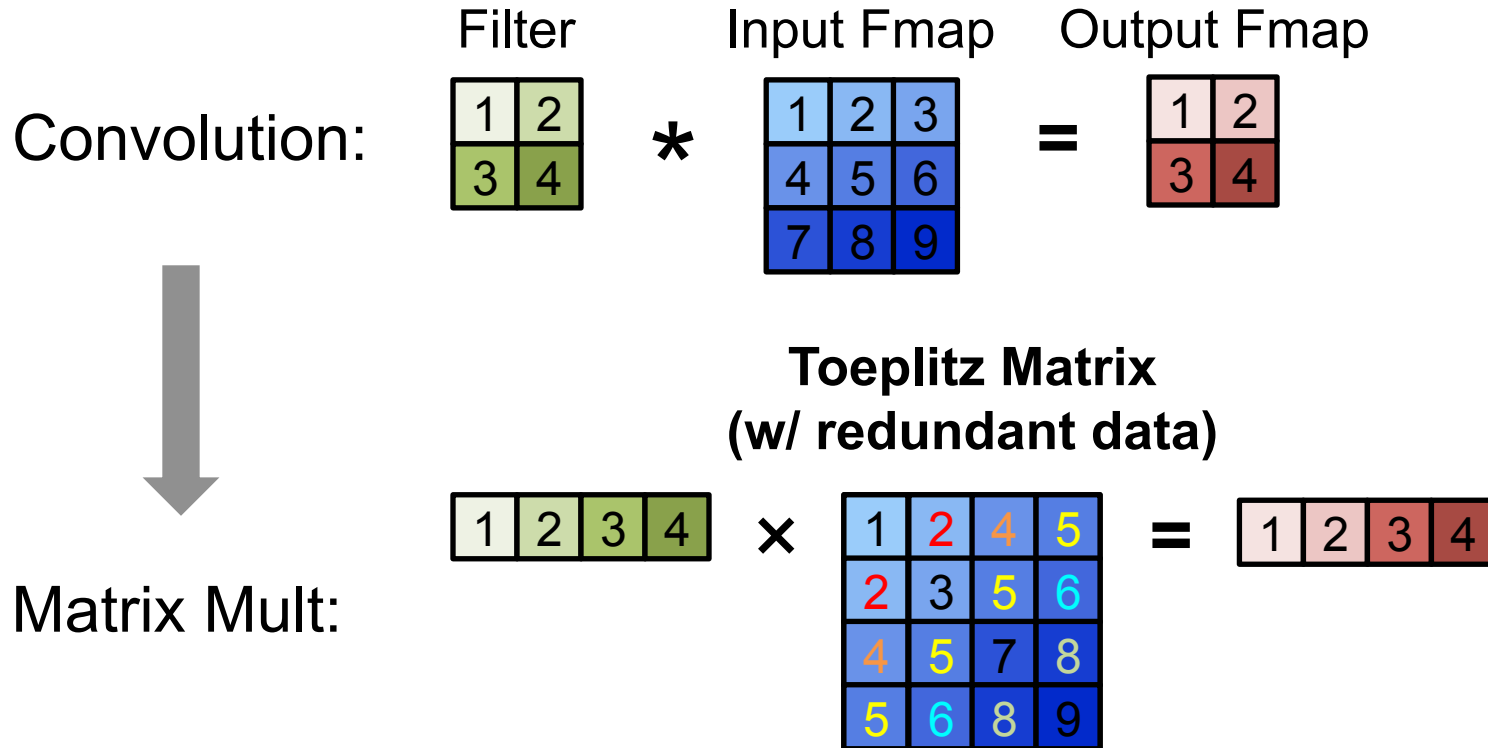 Filter Input Fmap Output Fmap
Convolution:
1 2 * 1 2 3 = 1 2
3 4 4 5 6 3 4
7 8 9
Toeplitz Matrix
(w/ redundant data)
Matrix Mult:
1 2 3 4 × 1 2 4 5 = 1 2 3 4
2 3 5 6
4 5 7 8
5 6 8 9